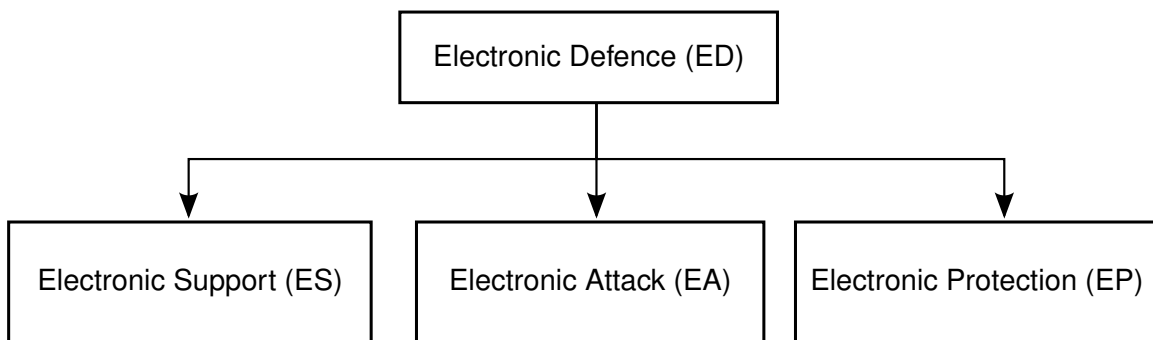 Electronic Defence (ED)
Electronic Support (ES)
Electronic Attack (EA)
Electronic Protection (EP)